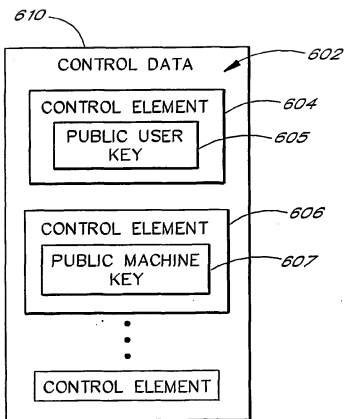 610
CONTROL DATA
602
CONTROL ELEMENT
604
PUBLIC USER
605
KEY
606
CONTROL ELEMENT
PUBLIC MACHINE
607
KEY
CONTROL ELEMENT